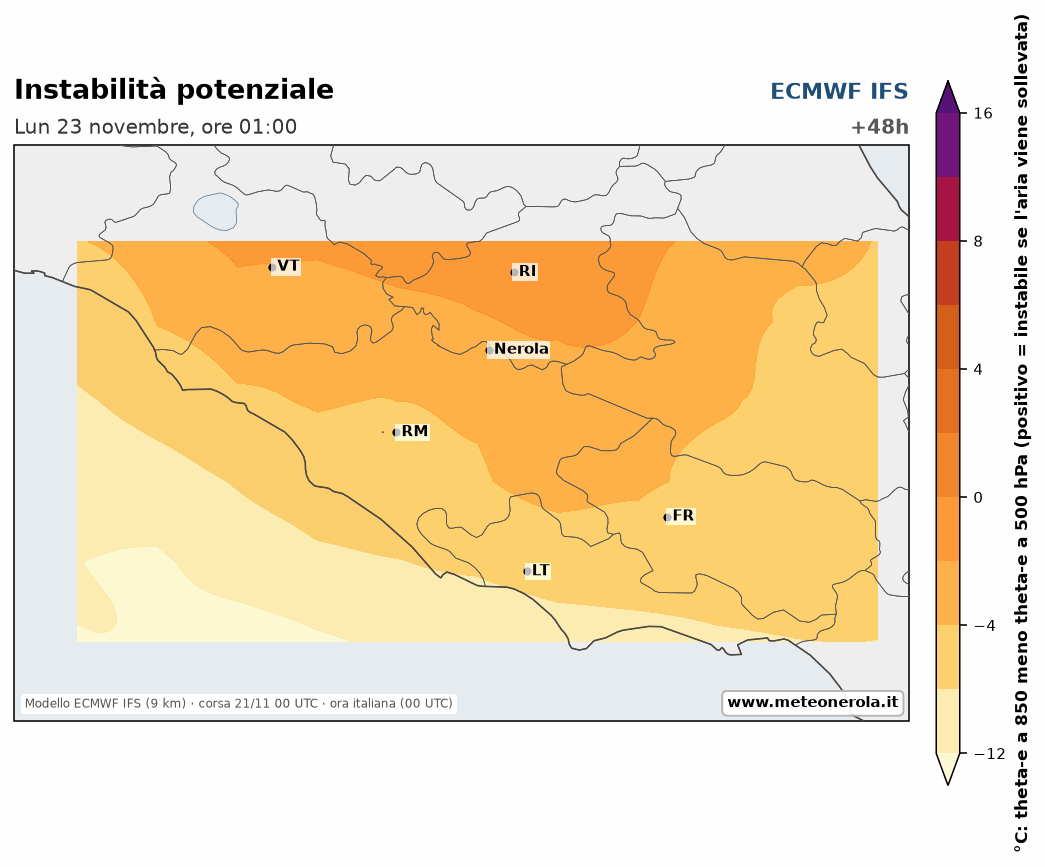 Instabilità potenziale
ECMWF IFS
Lun 23 novembre, ore 01:00
+48h
VT
RI
Nerola
RM
FR
LT
Modello ECMWF IFS (9 km) · corsa 21/11 00 UTC · ora italiana (00 UTC)
www.meteonerola.it
16
8
4
0
−4
−12
°C: theta-e a 850 meno theta-e a 500 hPa (positivo = instabile se l'aria viene sollevata)